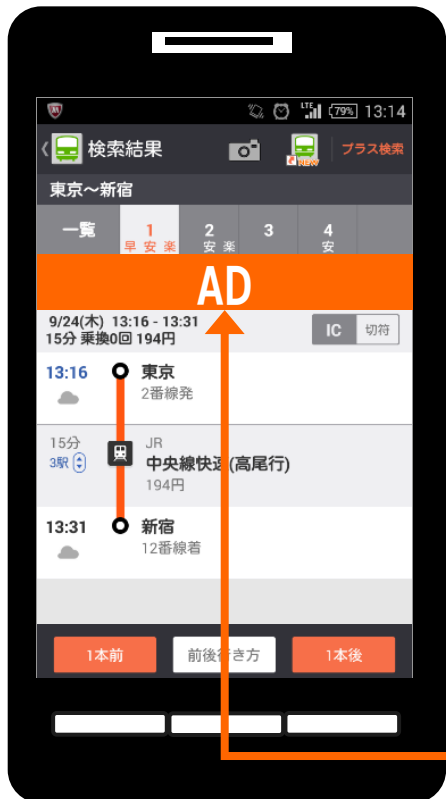 LTE 79% 13:14
検索結果 NEW プラス検索
東京～新宿
一覧 1 2 3 4
早 安 楽 安 楽 安
AD
9/24(木) 13:16 - 13:31
15分 乗換0回 194円
IC 切符
13:16 東京
2番線発
15分 JR
3駅 中央線快速(高尾行)
194円
13:31 新宿
12番線着
1本前 前後行き方 1本後